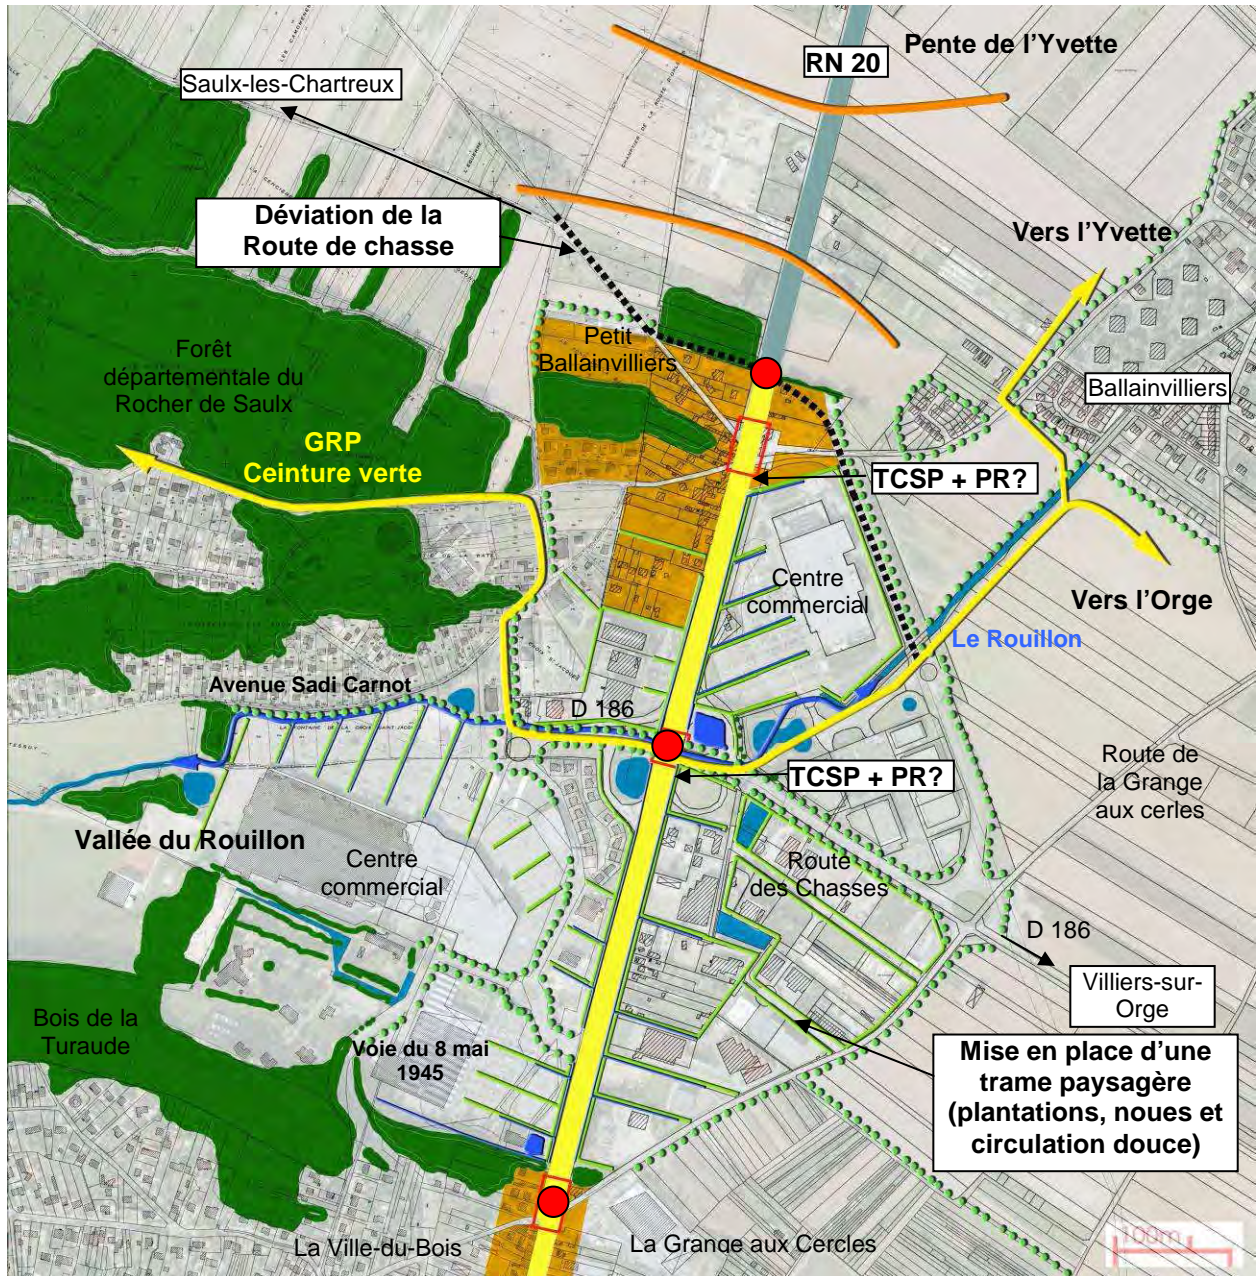 Pente de l'Yvette
RN 20
Saulx-les-Chartreux
Déviation de la
Route de chasse
Vers l'Yvette
Petit
Ballainvilliers
Forêt
départementale du
Rocher de Saulx
Ballainvilliers
GRP
Ceinture verte
TCSP + PR?
Centre
commercial
Vers l'Orge
Le Rouillon
Avenue Sadi Carnot
D 186
TCSP + PR?
Route de
la Grange
aux cerles
Vallée du Rouillon
Centre
commercial
Route
des Chasses
D 186
Villiers-sur-
Orge
Bois de la
Turaude
Voie du 8 mai
1945
Mise en place d'une
trame paysagère
(plantations, noues et
circulation douce)
La Ville-du-Bois
La Grange aux Cercles
100m